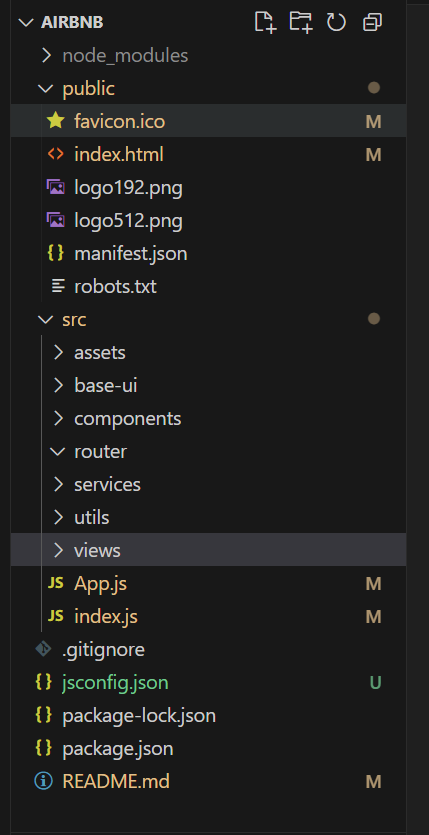 AIRBNB
node_modules
public
favicon.ico M
index.html M
logo192.png
logo512.png
{} manifest.json
robots.txt
src
assets
base-ui
components
router
services
utils
views
JS App.js M
JS index.js M
.gitignore
{} jsconfig.json U
{} package-lock.json
{} package.json
README.md M